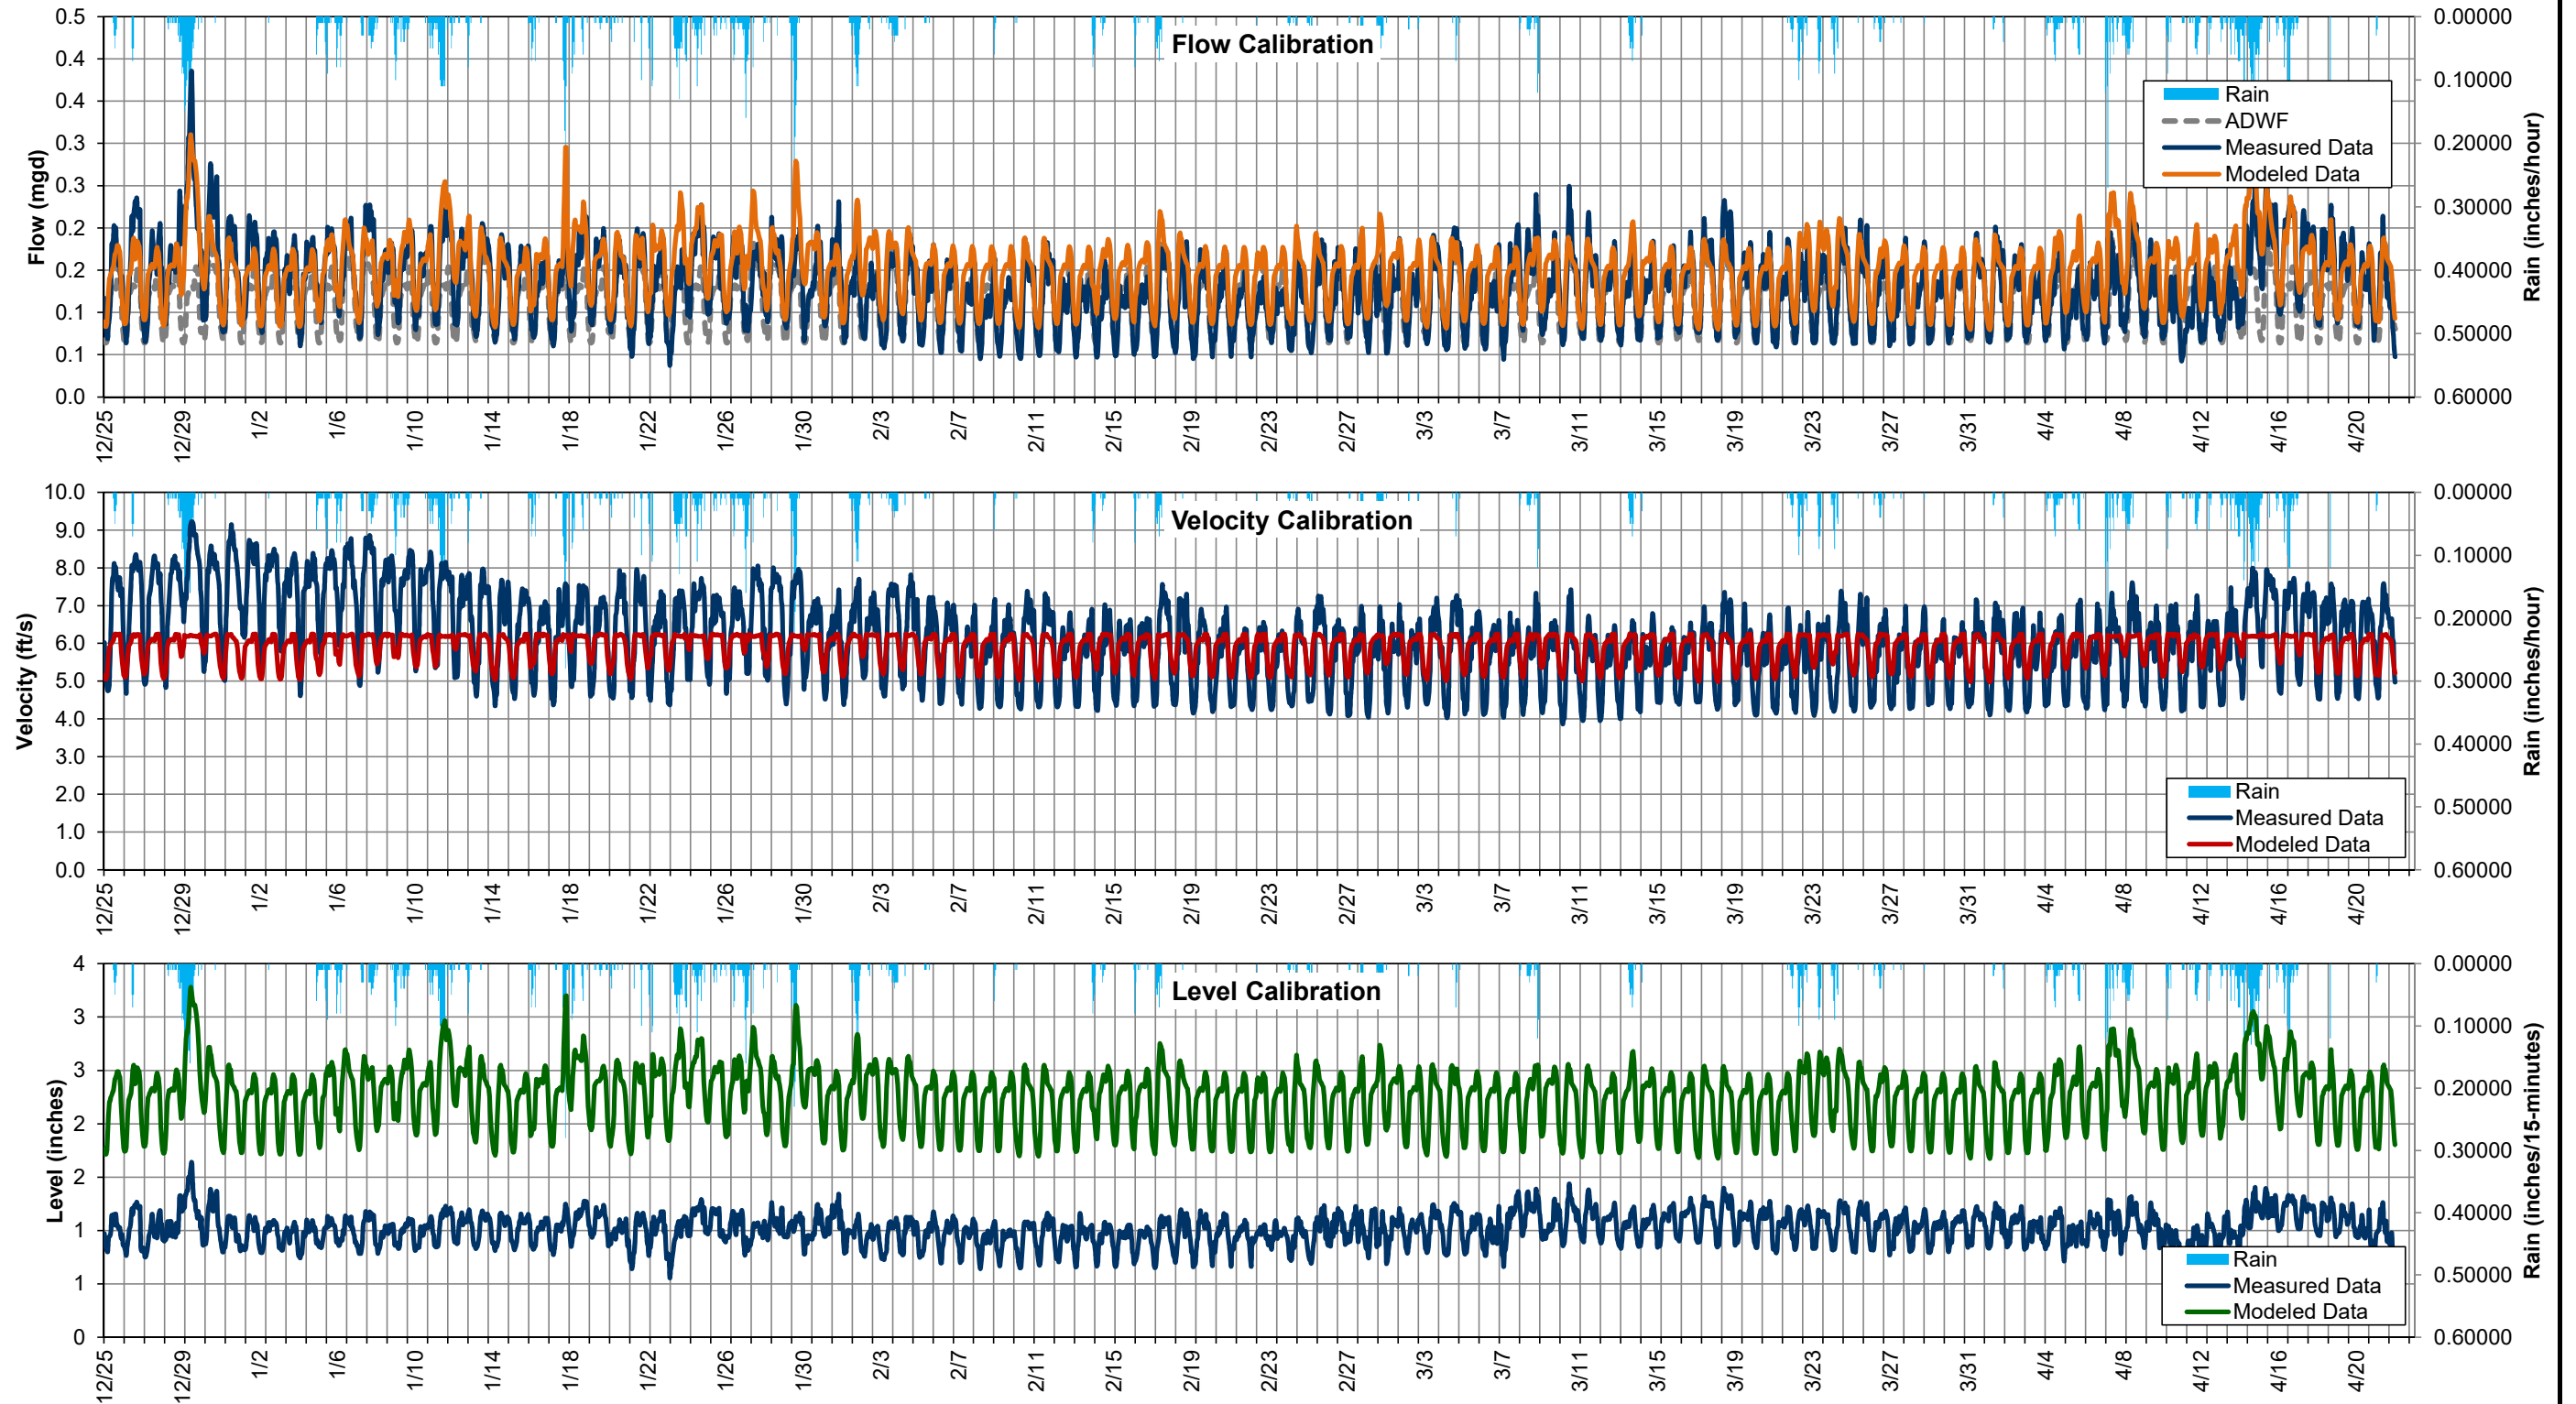 Flow Calibration
Flow (mgd)
0.5
0.4
0.4
0.3
0.3
0.2
0.2
0.1
0.1
0.0
0.00000
0.10000
0.20000
0.30000
0.40000
0.50000
0.60000
Rain (inches/hour)
Rain
ADWF
Measured Data
Modeled Data
12/25 12/29 1/2 1/6 1/10 1/14 1/18 1/22 1/26 1/30 2/3 2/7 2/11 2/15 2/19 2/23 2/27 3/3 3/7 3/11 3/15 3/19 3/23 3/27 3/31 4/4 4/8 4/12 4/16 4/20
Velocity Calibration
Velocity (ft/s)
10.0
9.0
8.0
7.0
6.0
5.0
4.0
3.0
2.0
1.0
0.0
0.00000
0.10000
0.20000
0.30000
0.40000
0.50000
0.60000
Rain (inches/hour)
Rain
Measured Data
Modeled Data
12/25 12/29 1/2 1/6 1/10 1/14 1/18 1/22 1/26 1/30 2/3 2/7 2/11 2/15 2/19 2/23 2/27 3/3 3/7 3/11 3/15 3/19 3/23 3/27 3/31 4/4 4/8 4/12 4/16 4/20
Level Calibration
Level (inches)
4
3
3
2
2
1
1
0
0.00000
0.10000
0.20000
0.30000
0.40000
0.50000
0.60000
Rain (inches/15-minutes)
Rain
Measured Data
Modeled Data
12/25 12/29 1/2 1/6 1/10 1/14 1/18 1/22 1/26 1/30 2/3 2/7 2/11 2/15 2/19 2/23 2/27 3/3 3/7 3/11 3/15 3/19 3/23 3/27 3/31 4/4 4/8 4/12 4/16 4/20